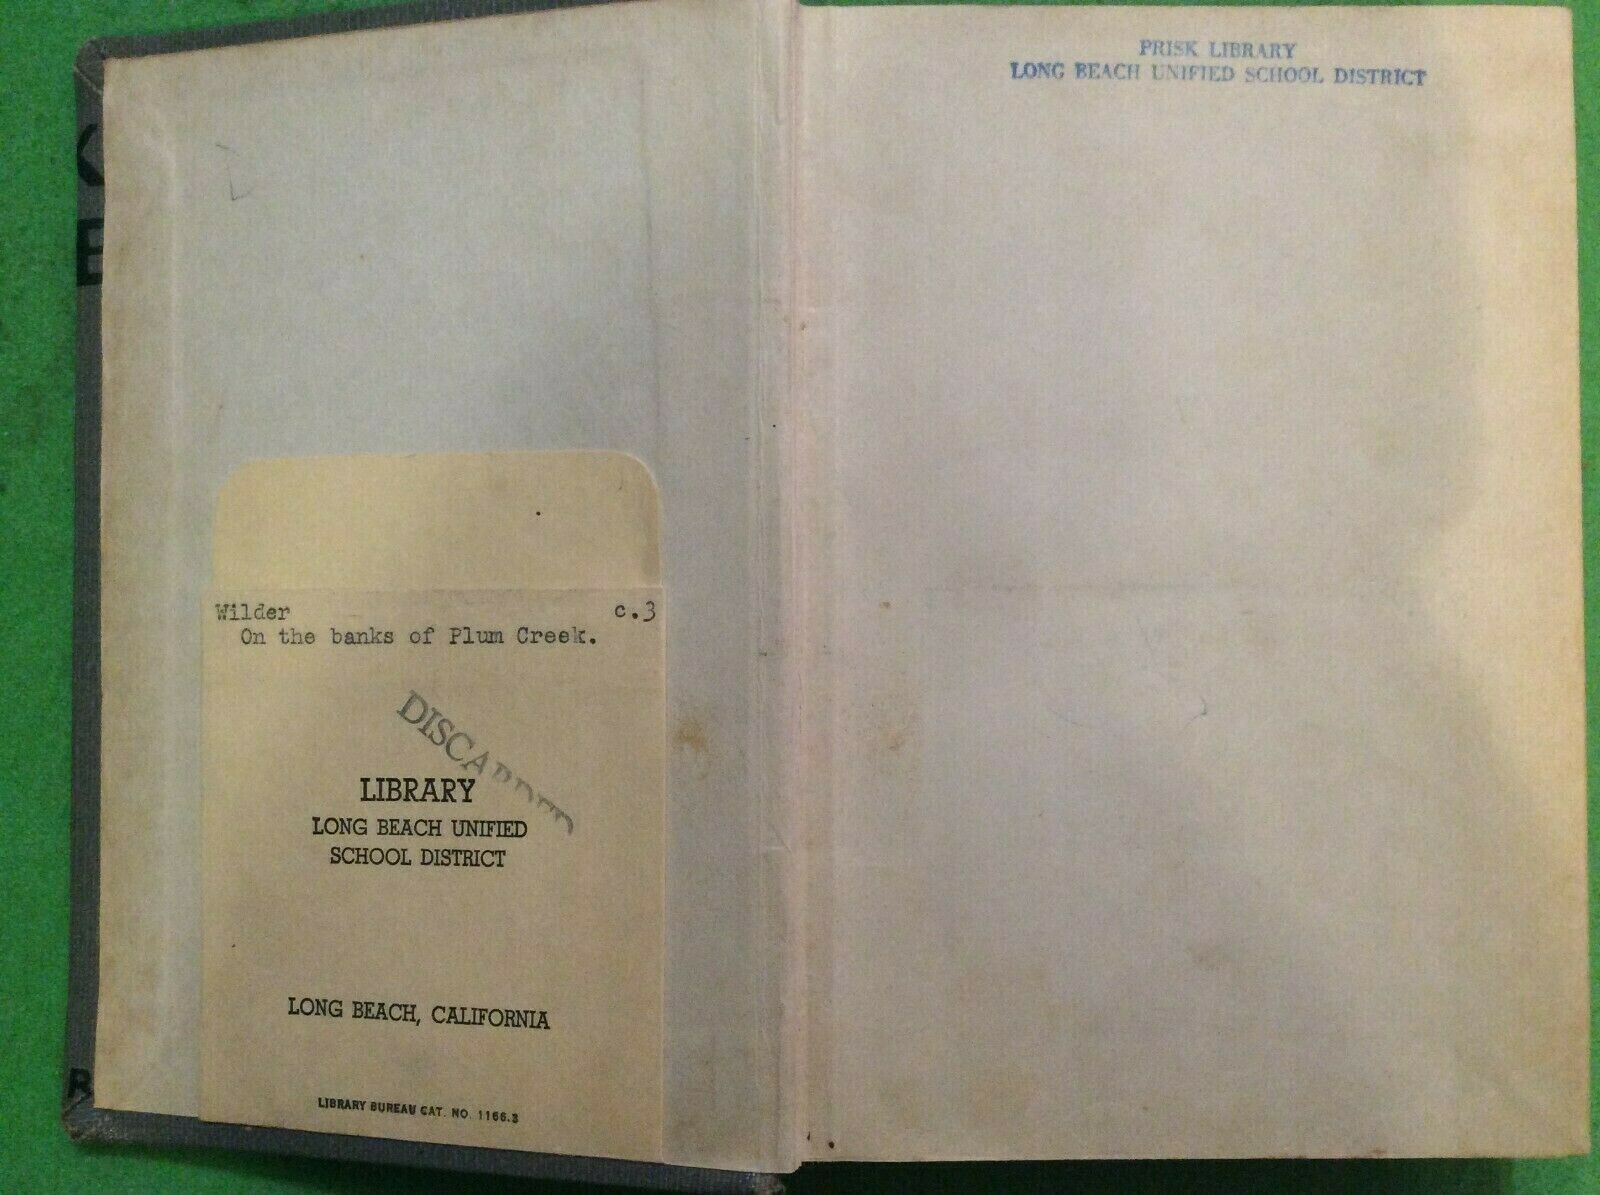 PRISK LIBRARY
LONG BEACH UNIFIED SCHOOL DISTRICT
Wilder c.3
On the banks of Plum Creek.
DISCARDED
LIBRARY
LONG BEACH UNIFIED
SCHOOL DISTRICT
LONG BEACH, CALIFORNIA
LIBRARY BUREAU CAT. NO. 1166.3